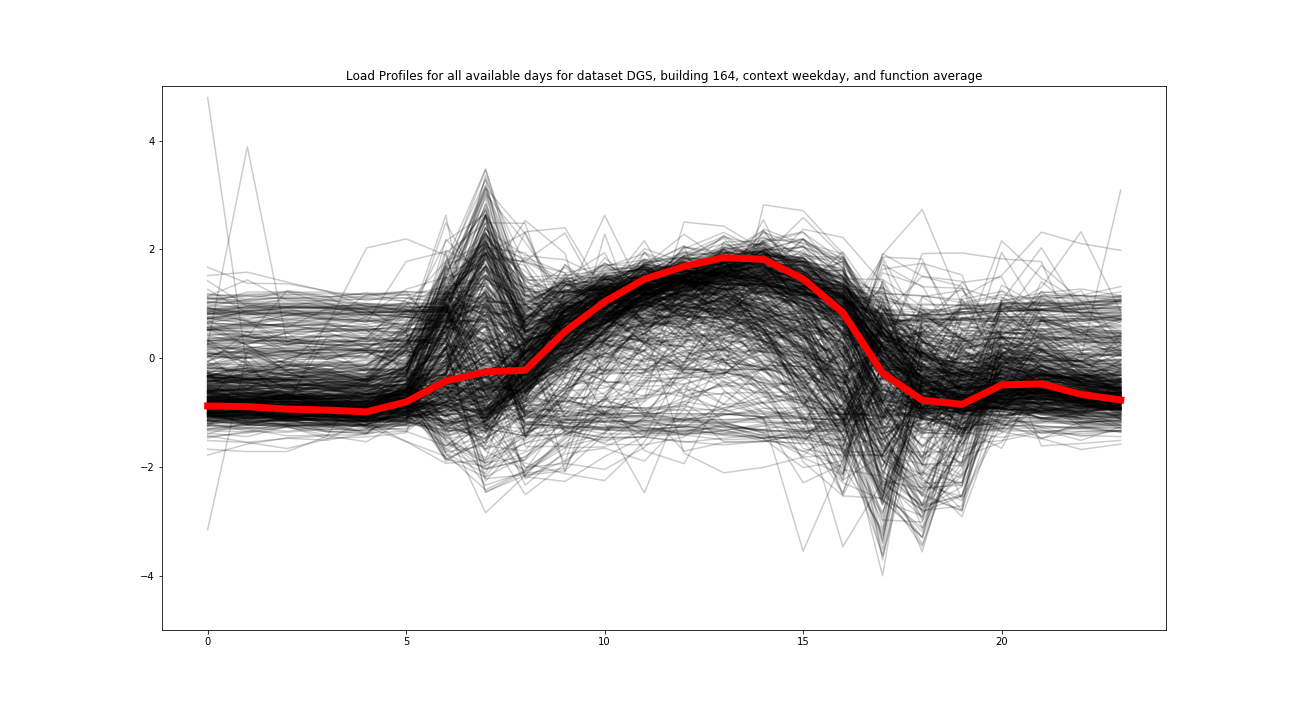 Load Profiles for all available days for dataset DGS, building 164, context weekday, and function average
4
2
0
−2
−4
0 5 10 15 20